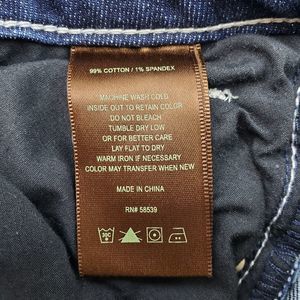 99% COTTON / 1% SPANDEX
MACHINE WASH COLD
INSIDE OUT TO RETAIN COLOR
DO NOT BLEACH
TUMBLE DRY LOW
OR FOR BETTER CARE
LAY FLAT TO DRY
WARM IRON IF NECESSARY
COLOR MAY TRANSFER WHEN NEW
MADE IN CHINA
RN# 58539
30C